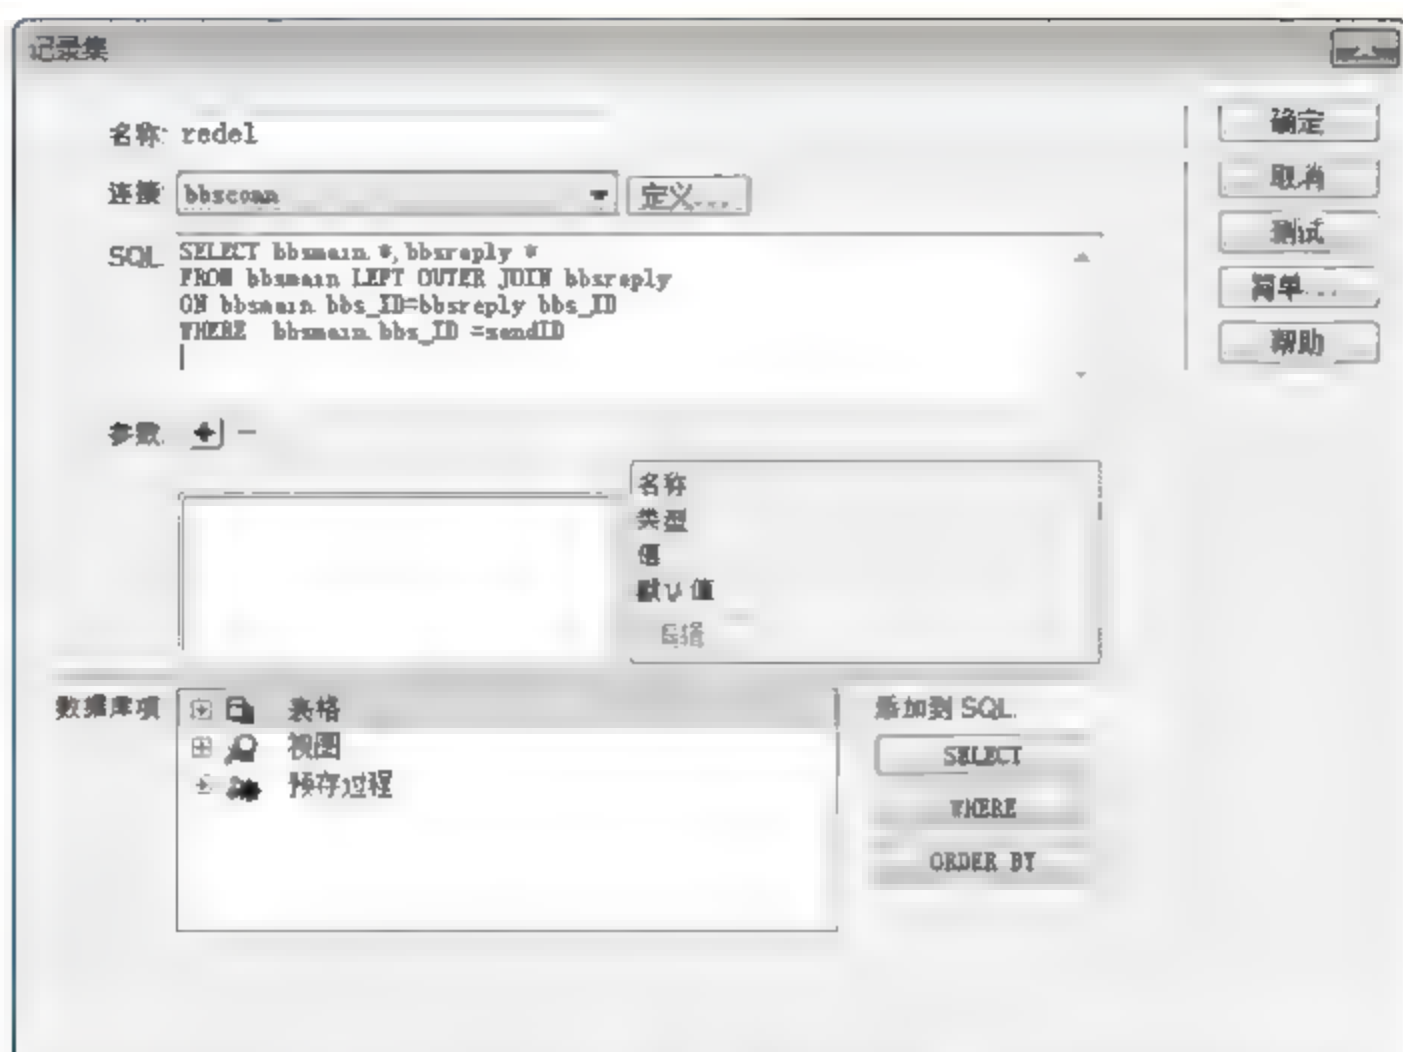 记录集
名称: redel
连接 bbsconn 定义...
SQL SELECT bbsmain.*,bbsreply.*
FROM bbsmain LEFT OUTER JOIN bbsreply
ON bbsmain.bbs_ID=bbsreply.bbs_ID
WHERE bbsmain.bbs_ID =sendID
确定
取消
测试
简单...
帮助
参数: + −
名称
类型
值
默认值
编辑
数据库项
表格
视图
预存过程
添加到 SQL:
SELECT
WHERE
ORDER BY